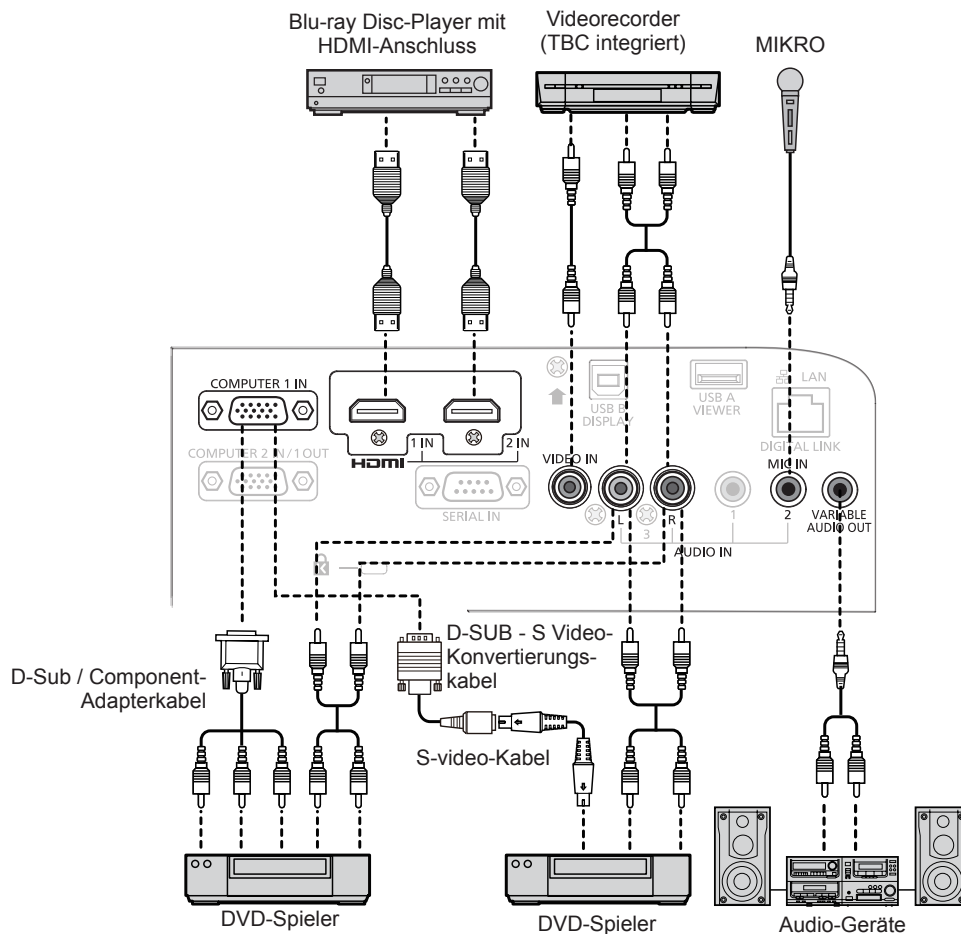 Blu-ray Disc-Player mit
HDMI-Anschluss
Videorecorder
(TBC integriert)
MIKRO
COMPUTER 1 IN
COMPUTER 2 IN / 1 OUT
HDMI
1 IN
2 IN
SERIAL IN
VIDEO IN
USB B
DISPLAY
USB A
VIEWER
LAN
DIGITAL LINK
MIC IN
L
R
1
2
3
AUDIO IN
VARIABLE
AUDIO OUT
K
D-Sub / Component-
Adapterkabel
D-SUB - S Video-
Konvertierungs-
kabel
S-video-Kabel
DVD-Spieler
DVD-Spieler
Audio-Geräte